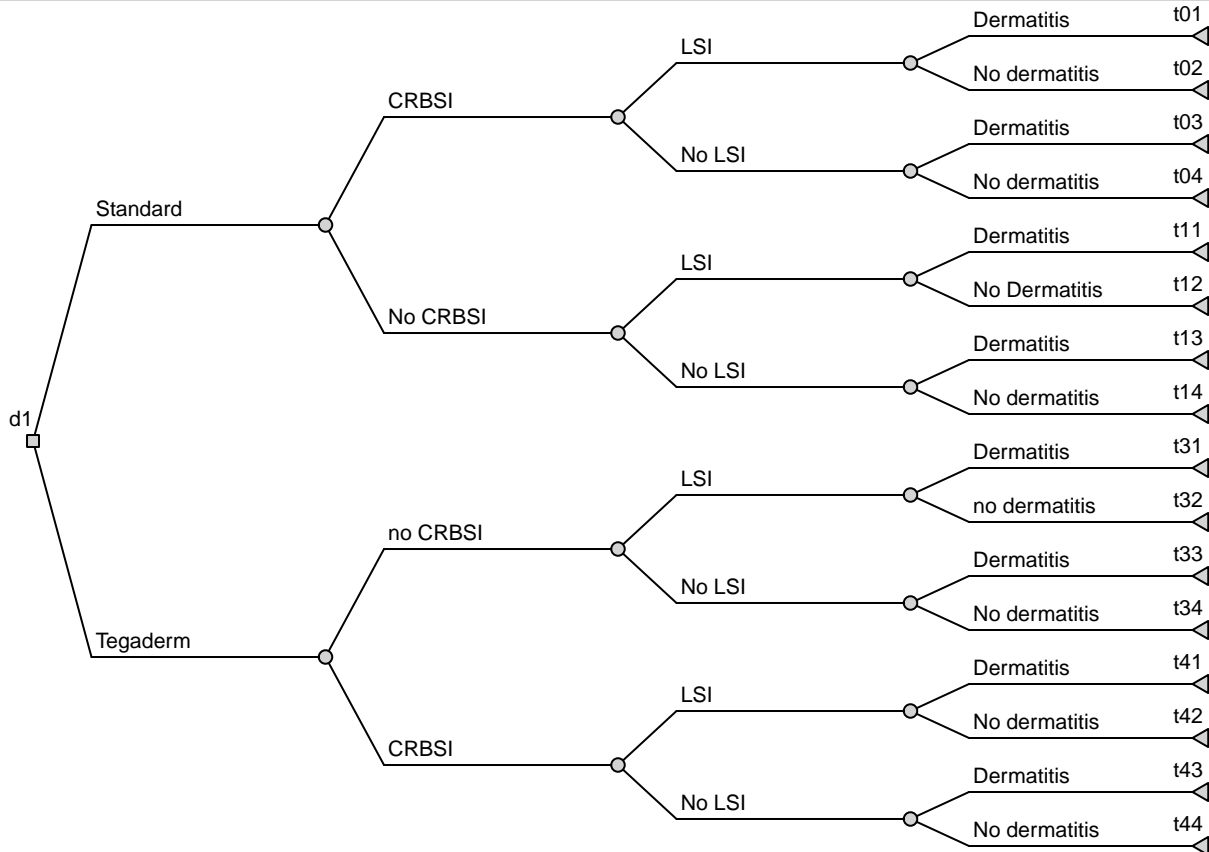 Dermatitis t01
LSI
No dermatitis t02
CRBSI
Dermatitis t03
No LSI
No dermatitis t04
Standard
Dermatitis t11
LSI
No Dermatitis t12
No CRBSI
Dermatitis t13
No LSI
No dermatitis t14
d1
Dermatitis t31
LSI
no dermatitis t32
no CRBSI
Dermatitis t33
No LSI
No dermatitis t34
Tegaderm
Dermatitis t41
LSI
No dermatitis t42
CRBSI
Dermatitis t43
No LSI
No dermatitis t44